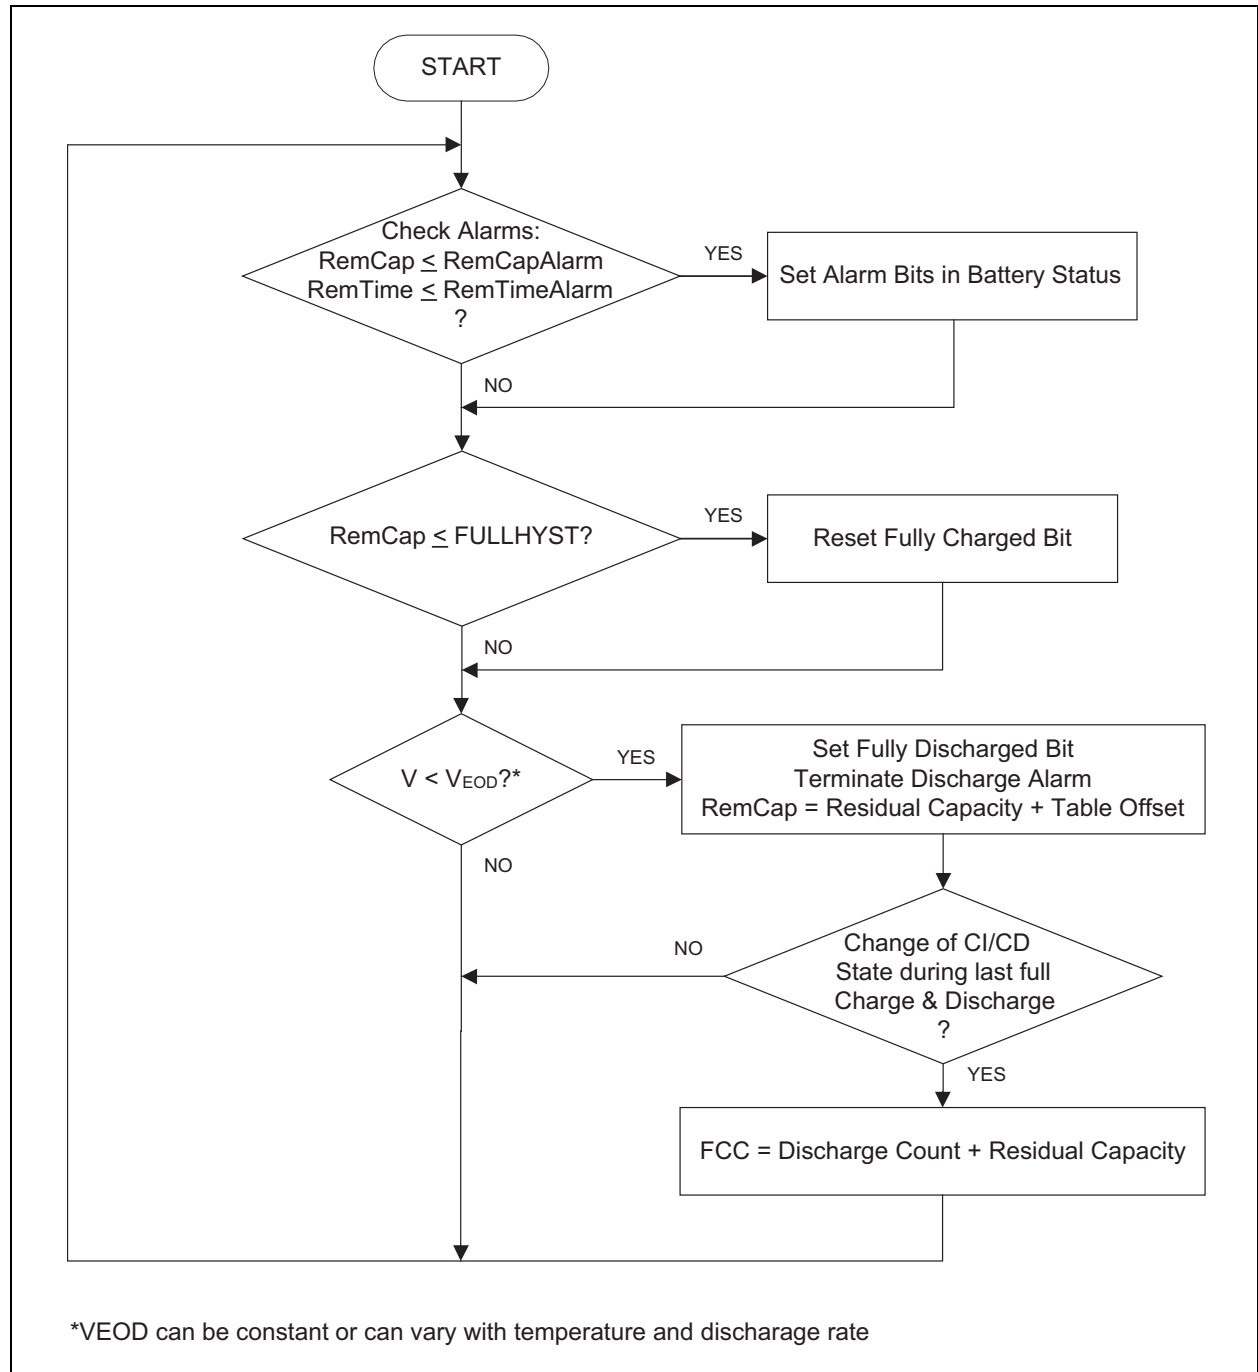 START
Check Alarms:
RemCap ≤ RemCapAlarm
RemTime ≤ RemTimeAlarm
?
YES
Set Alarm Bits in Battery Status
NO
RemCap ≤ FULLHYST?
YES
Reset Fully Charged Bit
NO
V < VEOD?*
YES
Set Fully Discharged Bit
Terminate Discharge Alarm
RemCap = Residual Capacity + Table Offset
NO
Change of CI/CD
State during last full
Charge & Discharge
?
NO
YES
FCC = Discharge Count + Residual Capacity
*VEOD can be constant or can vary with temperature and discharage rate